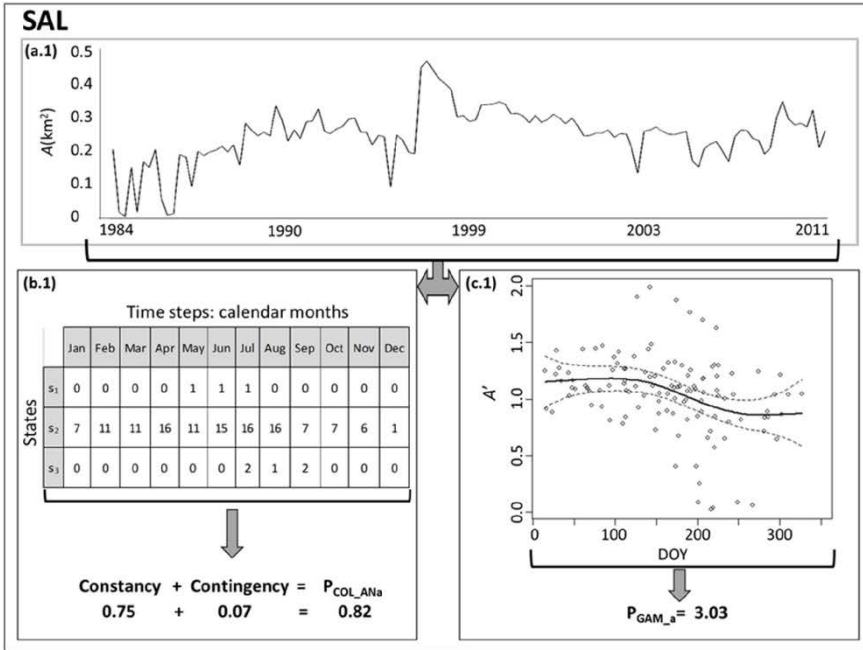 SAL
(a.1)
A(km²)
0.5
0.4
0.3
0.2
0.1
0
1984 1990 1999 2003 2011
(b.1)
Time steps: calendar months
Jan Feb Mar Apr May Jun Jul Aug Sep Oct Nov Dec
States
s₁ 0 0 0 0 1 1 1 0 0 0 0 0
s₂ 7 11 11 16 11 15 16 16 7 7 6 1
s₃ 0 0 0 0 0 0 2 1 2 0 0 0
Constancy + Contingency = P_COL_ANa
0.75 + 0.07 = 0.82
(c.1)
A'
2.0
1.5
1.0
0.5
0.0
0 100 200 300
DOY
P_GAM_a= 3.03